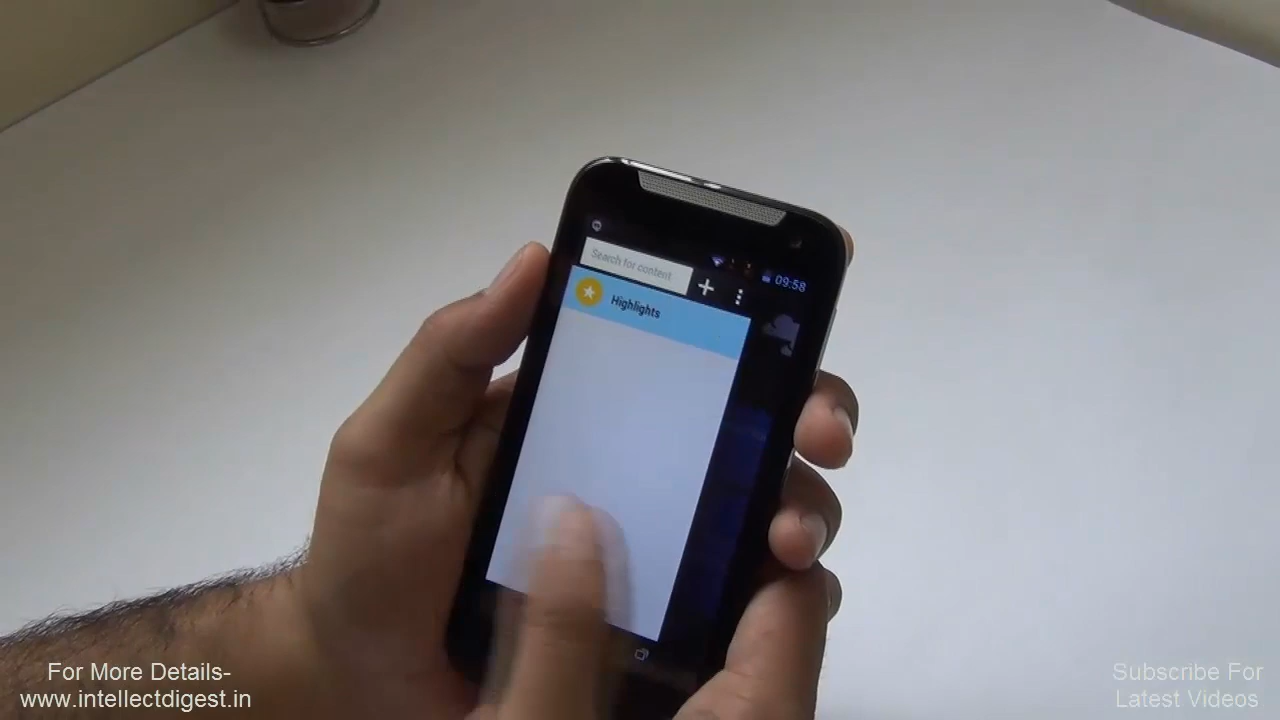 09:58
Search for content
Highlights
For More Details-
www.intellectdigest.in
Subscribe For
Latest Videos